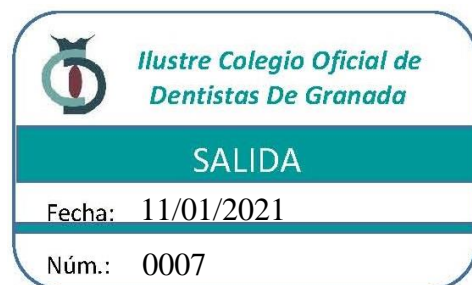 Ilustre Colegio Oficial de
Dentistas De Granada
SALIDA
Fecha: 11/01/2021
Núm.: 0007